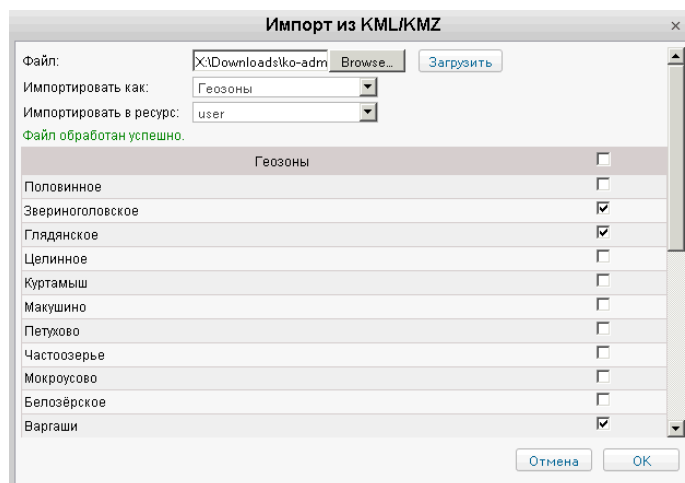 Импорт из KML/KMZ
Файл: X:\Downloads\ko-adm Browse... Загрузить
Импортировать как: Геозоны
Импортировать в ресурс: user
Файл обработан успешно.
Геозоны
Половинное
Звериноголовское
Глядянское
Целинное
Куртамыш
Макушино
Петухово
Частоозерье
Мокроусово
Белозёрское
Варгаши
Отмена OK